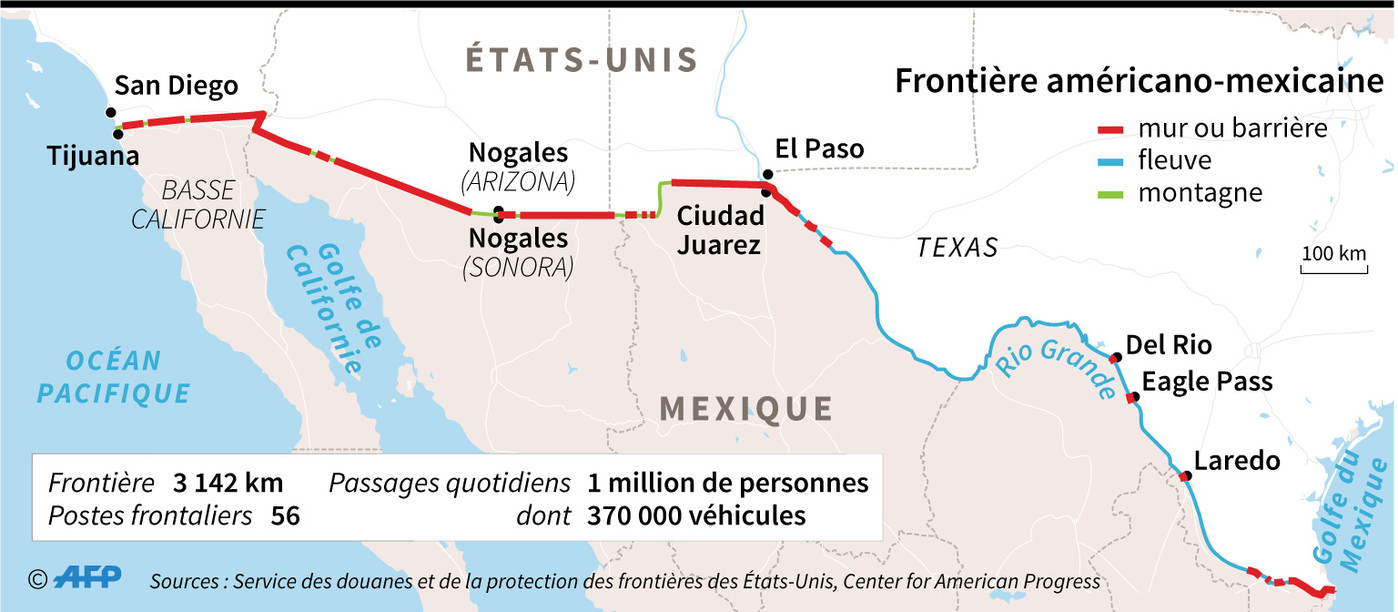 ÉTATS-UNIS
Frontière américano-mexicaine
mur ou barrière
fleuve
montagne
100 km
San Diego
Tijuana
BASSE
CALIFORNIE
Nogales
(ARIZONA)
Nogales
(SONORA)
El Paso
Ciudad
Juarez
TEXAS
Golfe de
Californie
OCÉAN
PACIFIQUE
MEXIQUE
Rio Grande
Del Rio
Eagle Pass
Laredo
Golfe du
Mexique
Frontière 3 142 km Passages quotidiens 1 million de personnes
Postes frontaliers 56 dont 370 000 véhicules
© AFP Sources : Service des douanes et de la protection des frontières des États-Unis, Center for American Progress